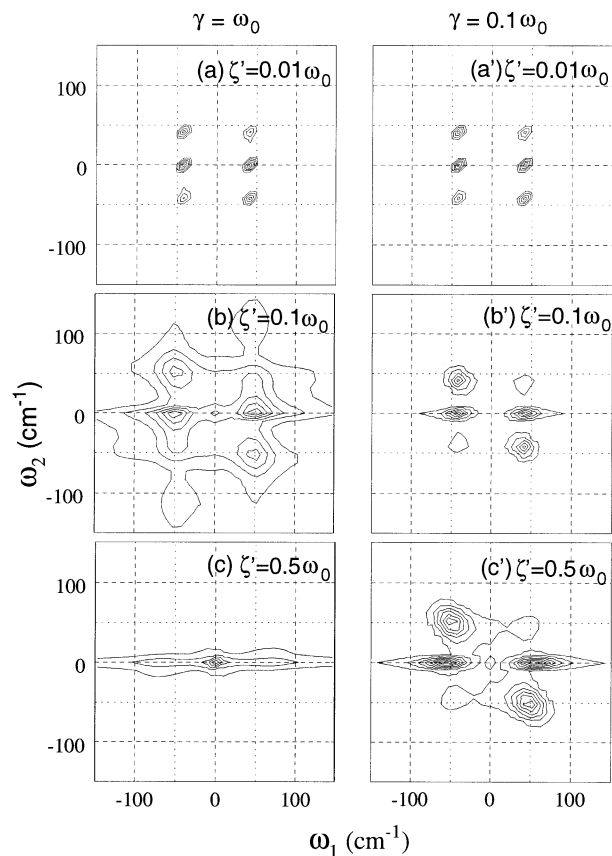 γ = ω₀
γ = 0.1ω₀
(a) ζ'=0.01ω₀
(a') ζ'=0.01ω₀
100
0
-100
(b) ζ'=0.1ω₀
(b') ζ'=0.1ω₀
100
0
-100
ω₂ (cm⁻¹)
(c) ζ'=0.5ω₀
(c') ζ'=0.5ω₀
100
0
-100
-100 0 100
-100 0 100
ω₁ (cm⁻¹)